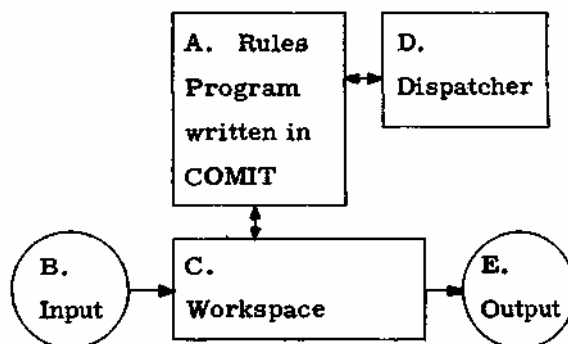 A. Rules
Program
written in
COMIT
D.
Dispatcher
B.
Input
C.
Workspace
E.
Output